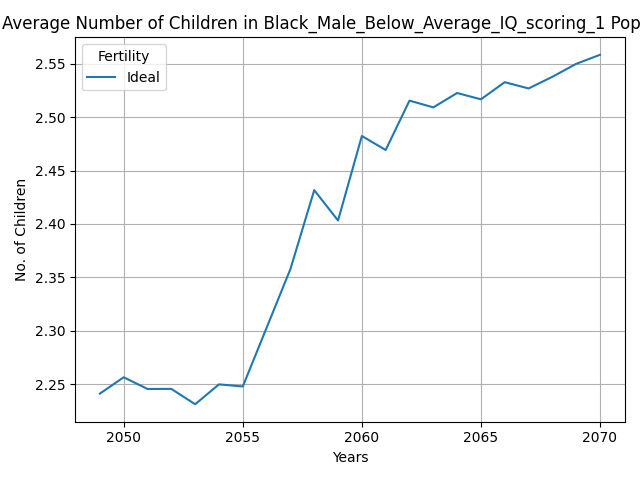 Average Number of Children in Black_Male_Below_Average_IQ_scoring_1 Pop
Fertility
Ideal
2.55
2.50
2.45
2.40
2.35
2.30
2.25
No. of Children
2050 2055 2060 2065 2070
Years